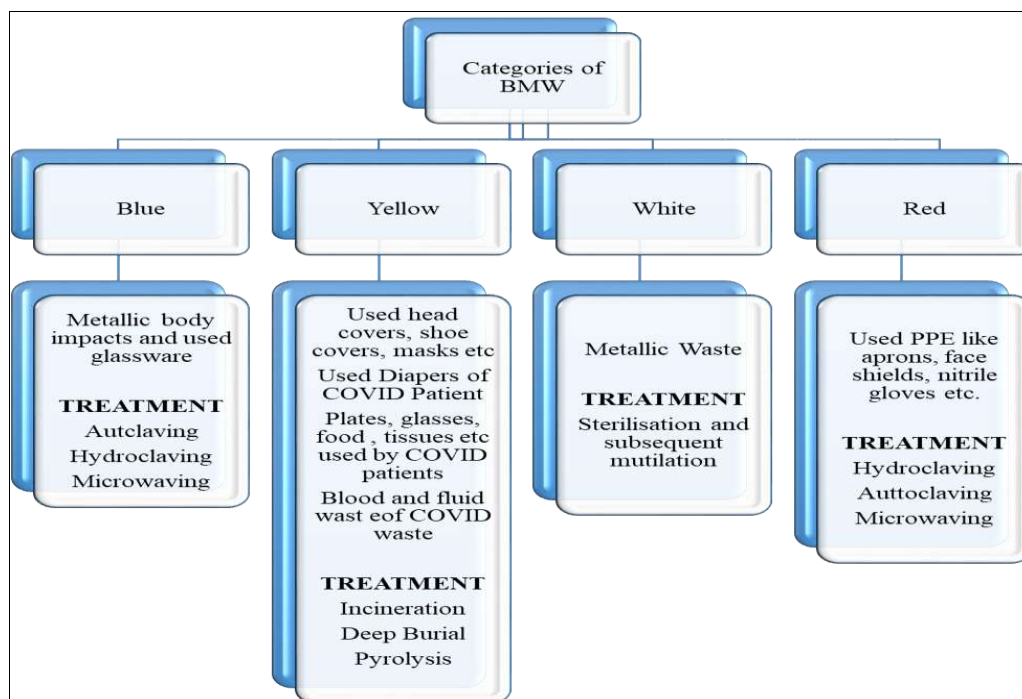 Categories of
BMW
Blue
Yellow
White
Red
Metallic body
impacts and used
glassware
TREATMENT
Autclaving
Hydroclaving
Microwaving
Used head
covers, shoe
covers, masks etc
Used Diapers of
COVID Patient
Plates, glasses,
food , tissues etc
used by COVID
patients
Blood and fluid
wast eof COVID
waste
TREATMENT
Incineration
Deep Burial
Pyrolysis
Metallic Waste
TREATMENT
Sterilisation and
subsequent
mutilation
Used PPE like
aprons, face
shields, nitrile
gloves etc.
TREATMENT
Hydroclaving
Auttoclaving
Microwaving